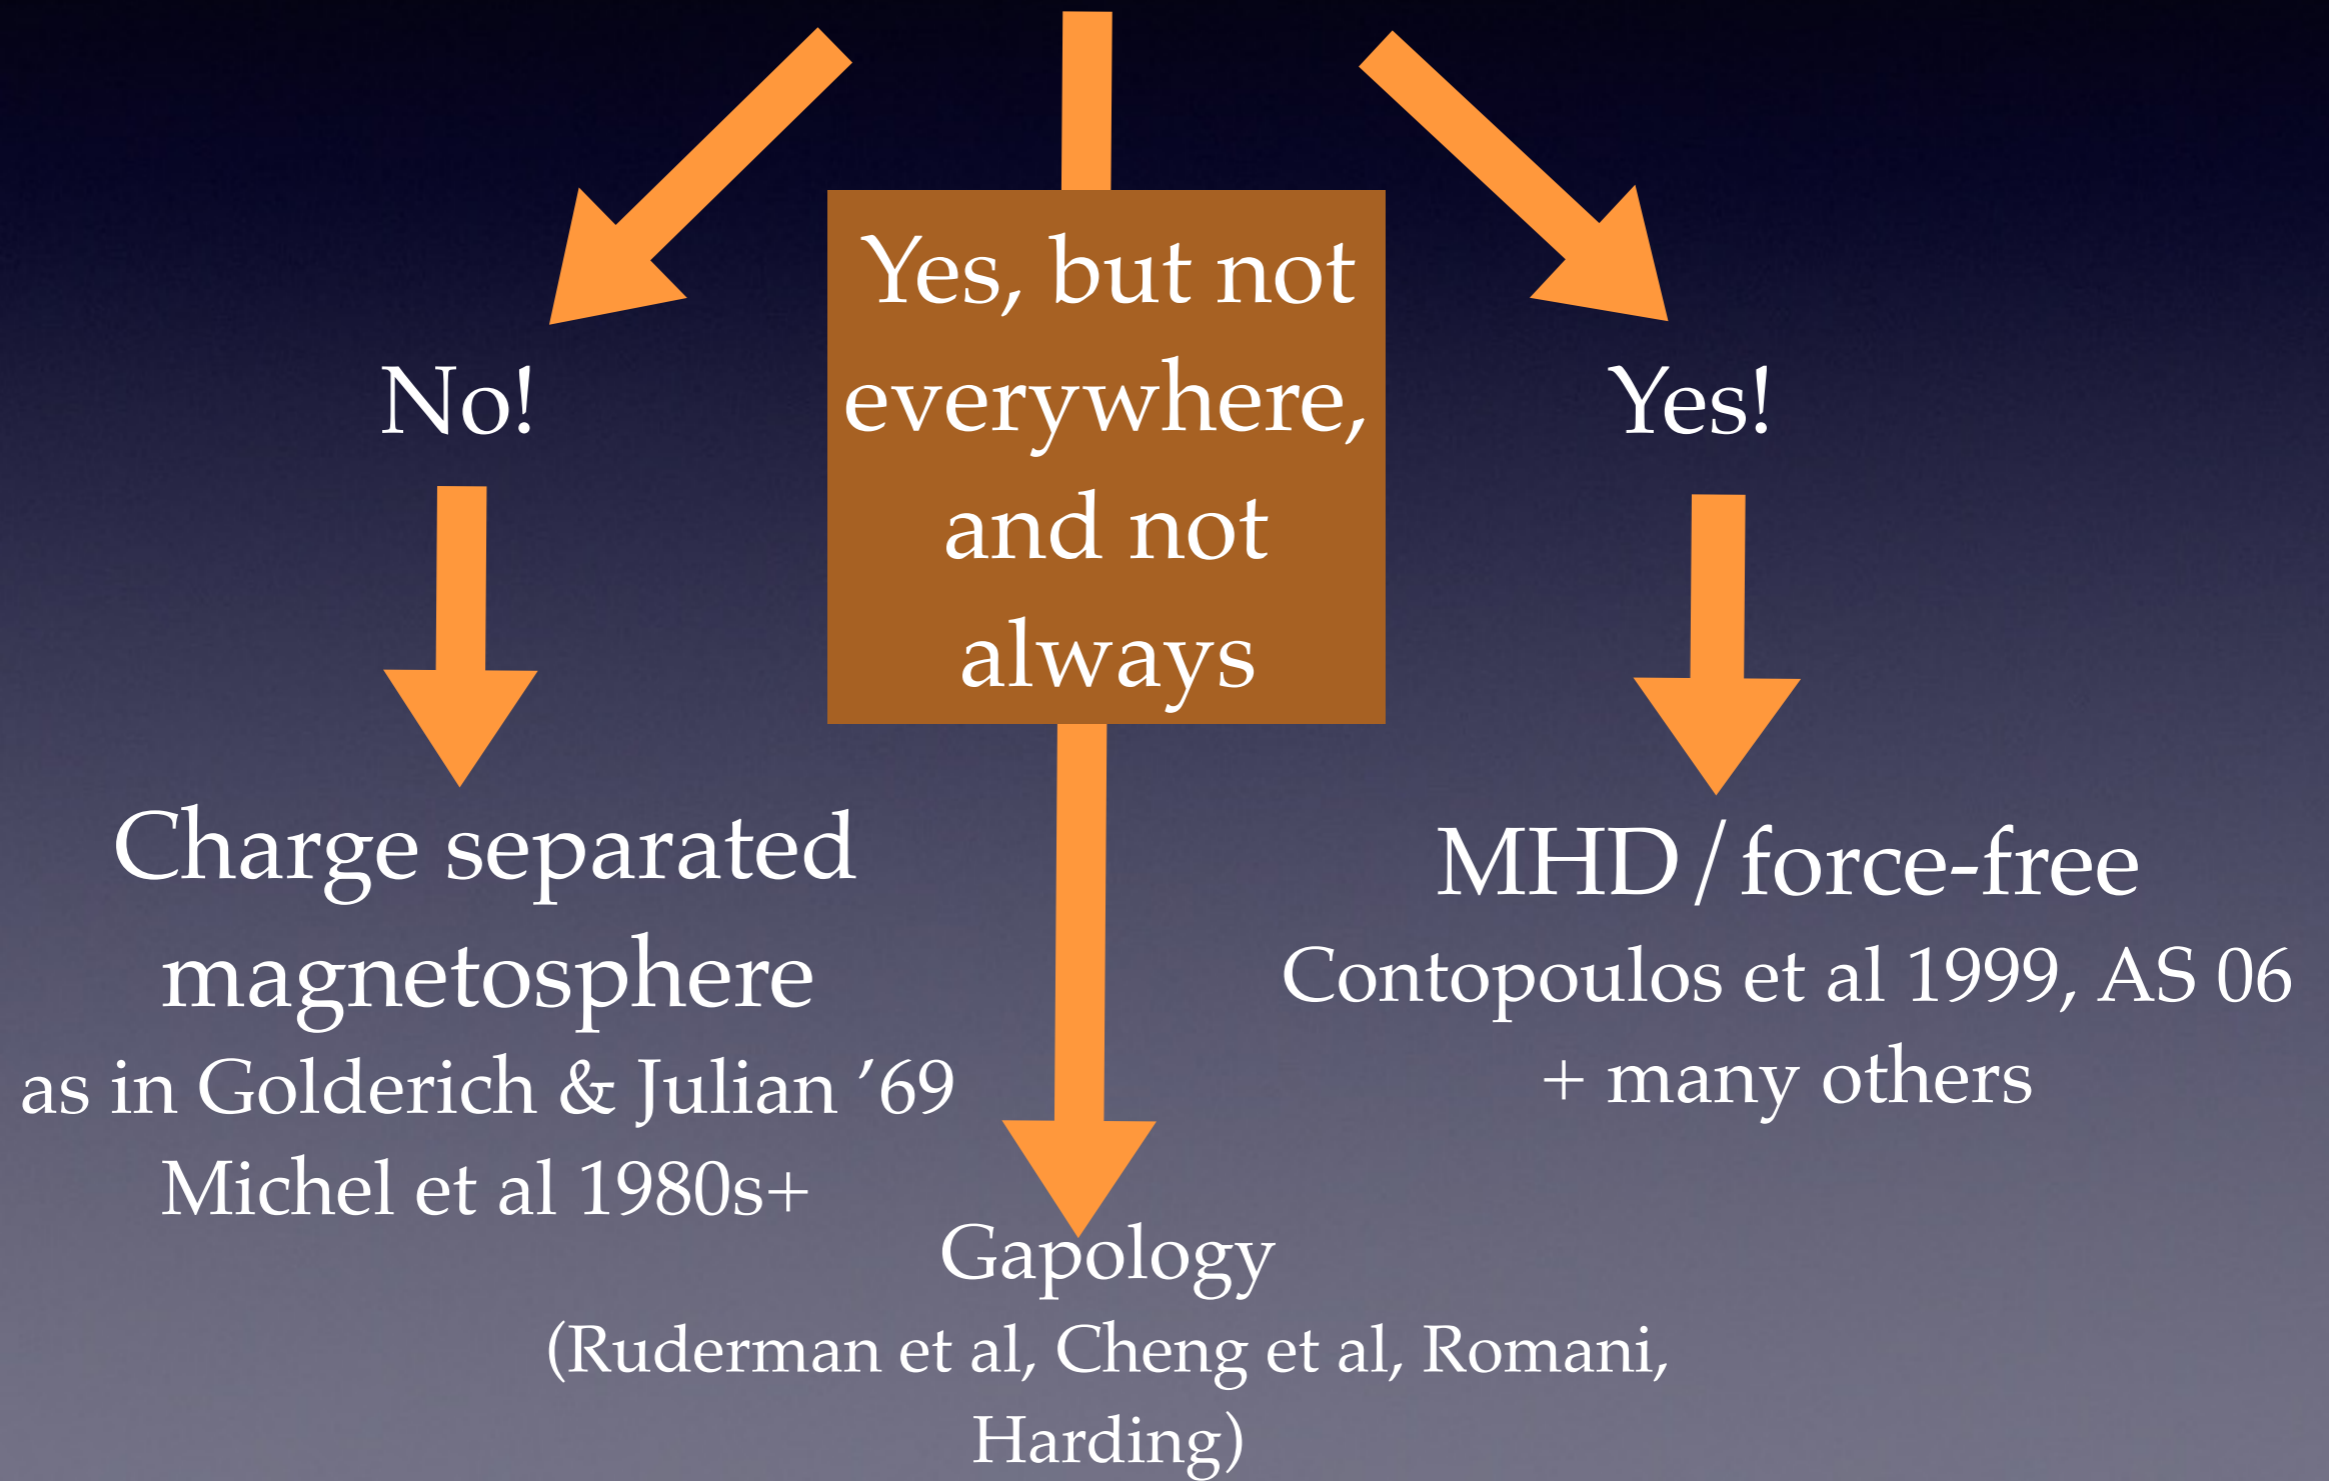 No!
Yes, but not
everywhere,
and not
always
Yes!
Charge separated
magnetosphere
as in Golderich & Julian ’69
Michel et al 1980s+
Gapology
(Ruderman et al, Cheng et al, Romani,
Harding)
MHD/force-free
Contopoulos et al 1999, AS 06
+ many others